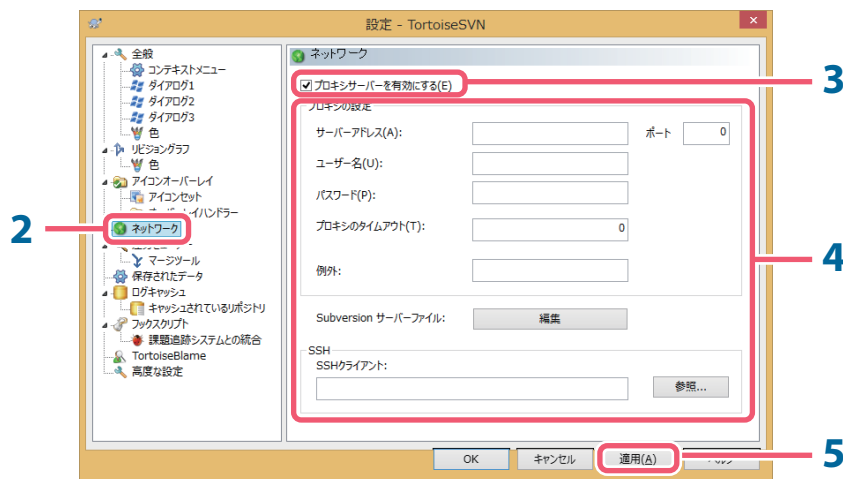 設定 - TortoiseSVN
全般
コンテキストメニュー
ダイアログ1
ダイアログ2
ダイアログ3
色
リビジョングラフ
色
アイコンオーバーレイ
アイコンセット
ネットワーク
マージツール
保存されたデータ
ログキャッシュ
キャッシュされているリポジトリ
フックスクリプト
課題追跡システムとの統合
TortoiseBlame
高度な設定
2
ネットワーク
プロキシサーバーを有効にする(E)
3
プロキシの設定
サーバーアドレス(A):
ポート 0
ユーザー名(U):
パスワード(P):
プロキシのタイムアウト(T): 0
例外:
Subversion サーバーファイル: 編集
SSH
SSHクライアント:
参照...
4
OK キャンセル 適用(A)
5